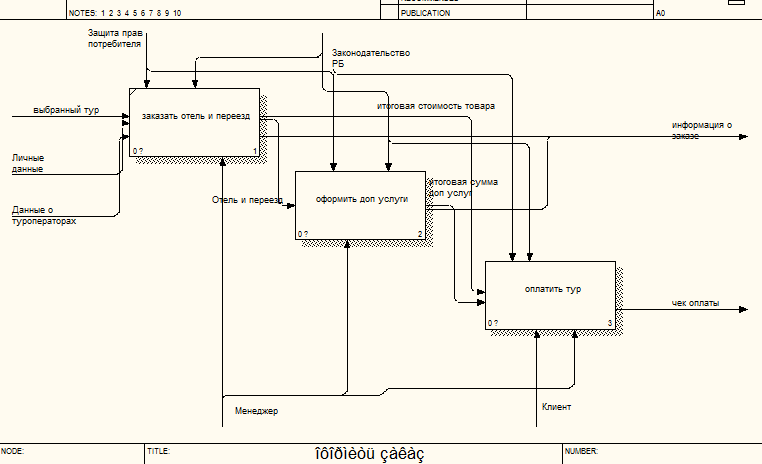 NOTES: 1 2 3 4 5 6 7 8 9 10
PUBLICATION
A0
Защита прав
потребителя
Законодательство
РБ
выбранный тур
заказать отель и переезд
итоговая стоимость товара
информация о
заказе
0 ?
1
Личные
данные
Данные о
туроператорах
Отель и переезд
оформить доп услуги
итоговая сумма
доп услуг
0 ?
2
оплатить тур
чек оплаты
0 ?
3
Менеджер
Клиент
NODE:
TITLE:
îôîðìèòü çàêàç
NUMBER: